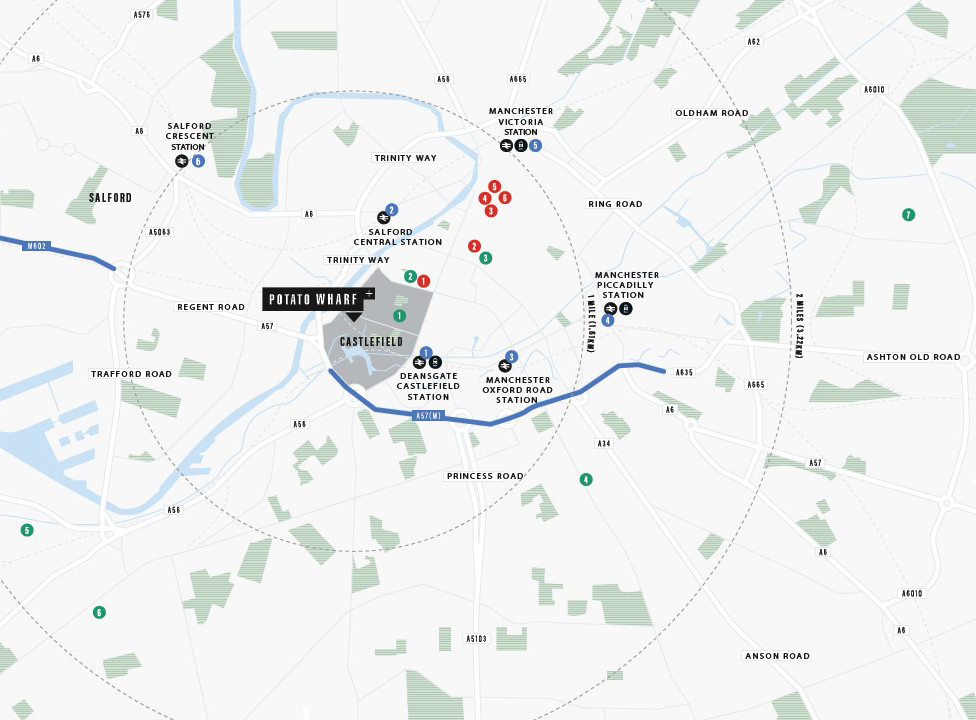 A576
A6
A56
A665
A62
A6010
MANCHESTER
VICTORIA
STATION
5
OLDHAM ROAD
SALFORD
CRESCENT
STATION
6
A6
TRINITY WAY
SALFORD
5
4
6
3
RING ROAD
7
A6
2
SALFORD
CENTRAL STATION
A5063
M602
2
3
TRINITY WAY
2
1
MANCHESTER
PICCADILLY
STATION
4
POTATO WHARF +
REGENT ROAD
A57
1
1 MILE (1.61KM)
2 MILES (3.22KM)
CASTLEFIELD
1
DEANSGATE
CASTLEFIELD
STATION
3
MANCHESTER
OXFORD ROAD
STATION
ASHTON OLD ROAD
TRAFFORD ROAD
A635
A665
A57(M)
A6
A56
A34
A57
PRINCESS ROAD
4
A56
5
A6
6
A6010
A6
A5103
ANSON ROAD